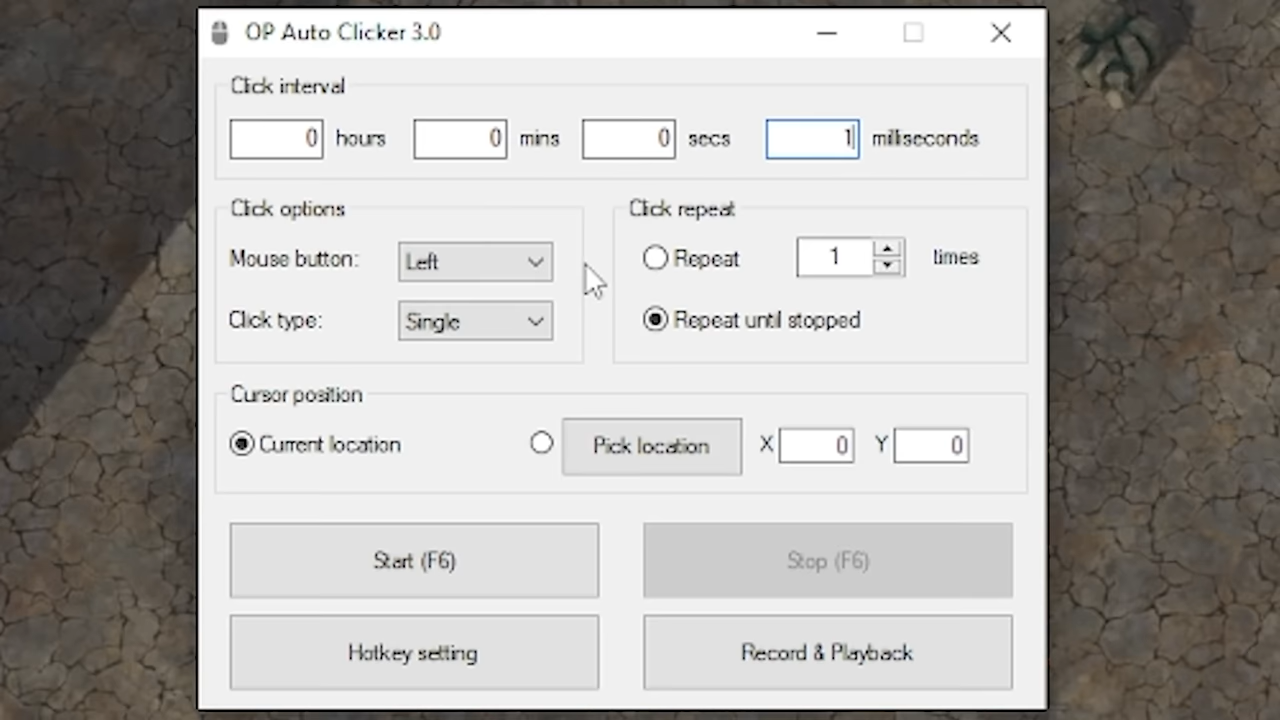 OP Auto Clicker 3.0
Click interval
0 hours 0 mins 0 secs 1 milliseconds
Click options
Mouse button: Left
Click type: Single
Click repeat
Repeat 1 times
Repeat until stopped
Cursor position
Current location Pick location X 0 Y 0
Start (F6) Stop (F6)
Hotkey setting Record & Playback